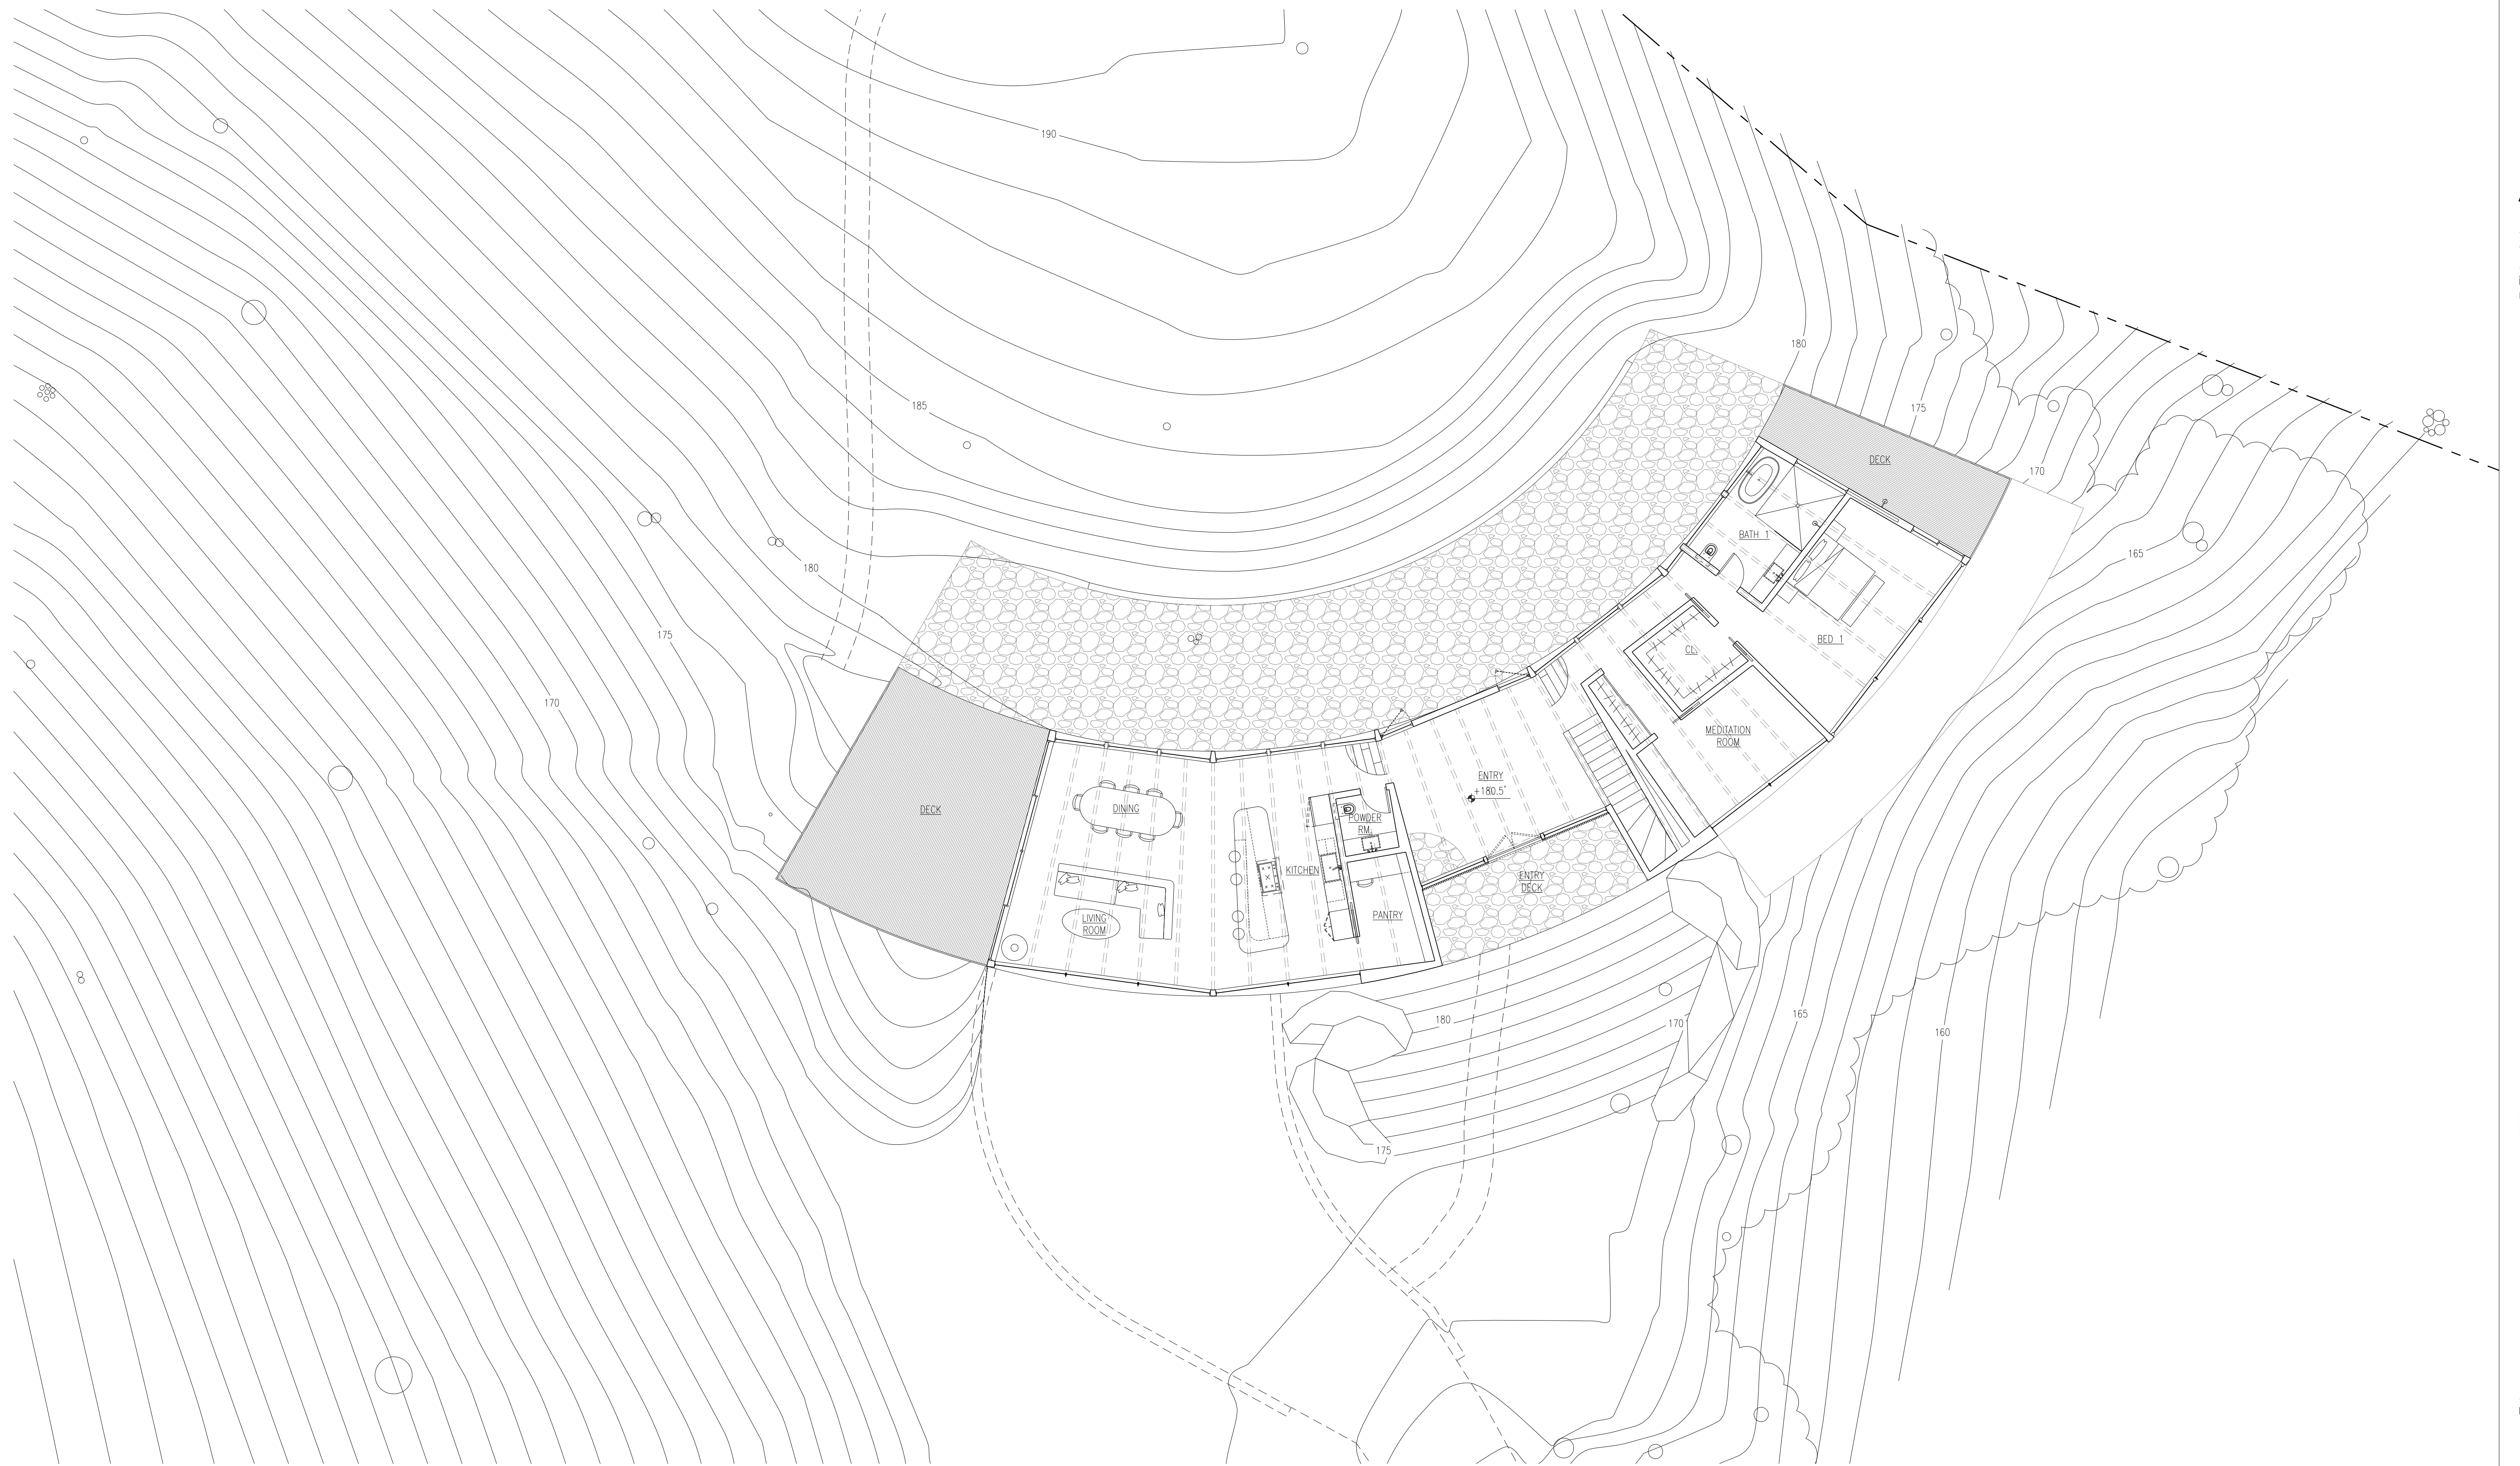 190
180
185
175
DECK
170
BATH 1
165
180
175
BED 1
CL.
170
MEDITATION
ROOM
ENTRY
+180.5'
DECK
DINING
POWDER
RM.
KITCHEN
ENTRY
DECK
LIVING
ROOM
PANTRY
180
170
165
160
175